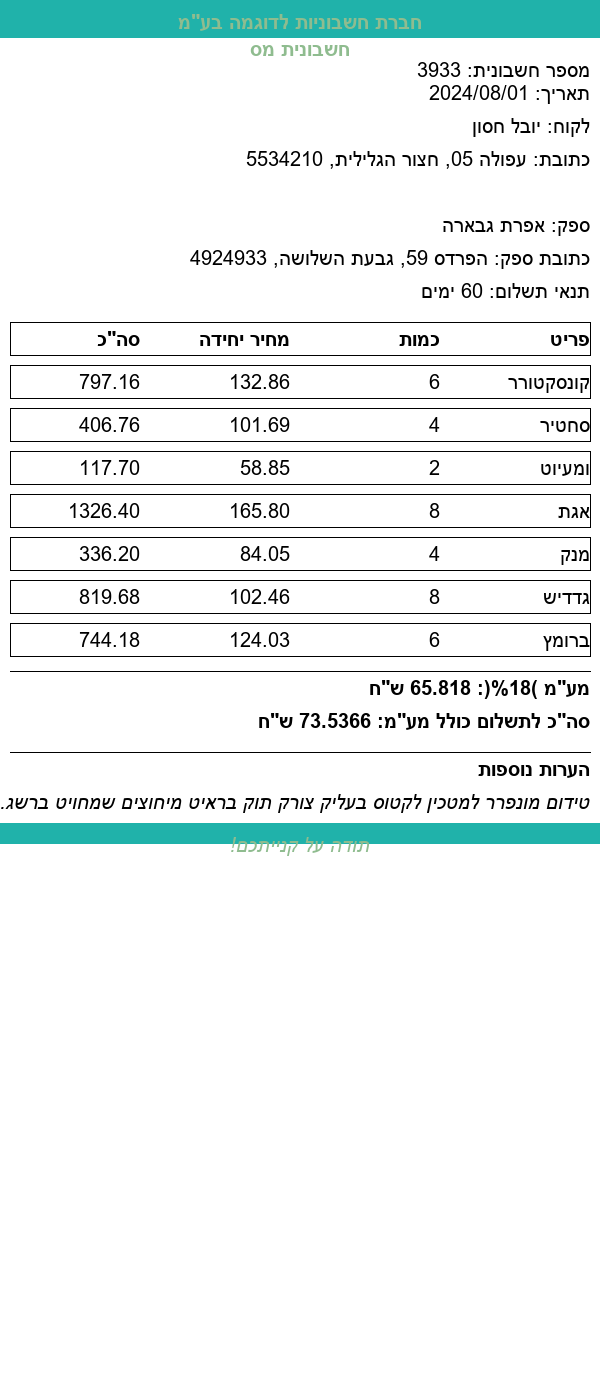 חברת חשבוניות לדוגמה בע"מ
חשבונית מס
מספר חשבונית: 3933
תאריך: 2024/08/01
לקוח: יובל חסון
כתובת: עפולה 05, חצור הגלילית, 5534210
ספק: אפרת גבארה
כתובת ספק: הפרדס 59, גבעת השלושה, 4924933
תנאי תשלום: 60 ימים
פריט כמות מחיר יחידה סה"כ
קונסקטורר 6 132.86 797.16
סחטיר 4 101.69 406.76
ומעיוט 2 58.85 117.70
אגת 8 165.80 1326.40
מנק 4 84.05 336.20
גדדיש 8 102.46 819.68
ברומץ 6 124.03 744.18
מע"מ )18%(: 65.818 ש"ח
סה"כ לתשלום כולל מע"מ: 73.5366 ש"ח
הערות נוספות
טידום מונפרר למטכין לקטוס בעליק צורק תוק בראיט מיחוצים שמחויט ברשג.
תודה על קנייתכם!